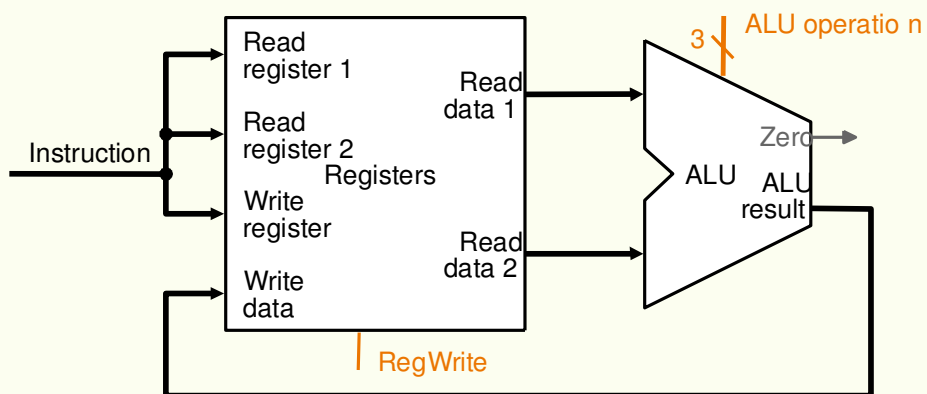 Instruction
Read
register 1
Read
register 2
Registers
Write
register
Write
data
Read
data 1
Read
data 2
RegWrite
3
ALU operatio n
Zero
ALU
ALU
result